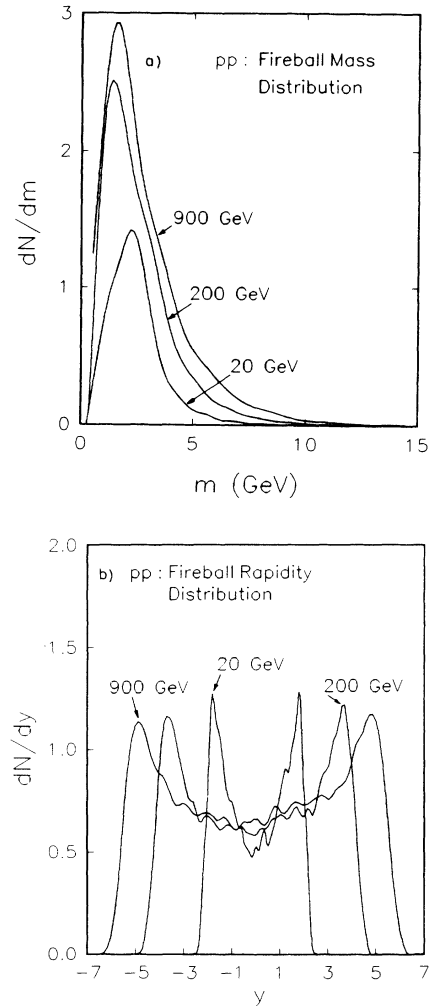 3
a) pp : Fireball Mass
Distribution
2
dN/dm
900 GeV
1
200 GeV
20 GeV
0
0 5 10 15
m (GeV)
2.0
b) pp : Fireball Rapidity
Distribution
1.5
20 GeV
900 GeV
200 GeV
dN/dy
1.0
0.5
0.0
-7 -5 -3 -1 1 3 5 7
y